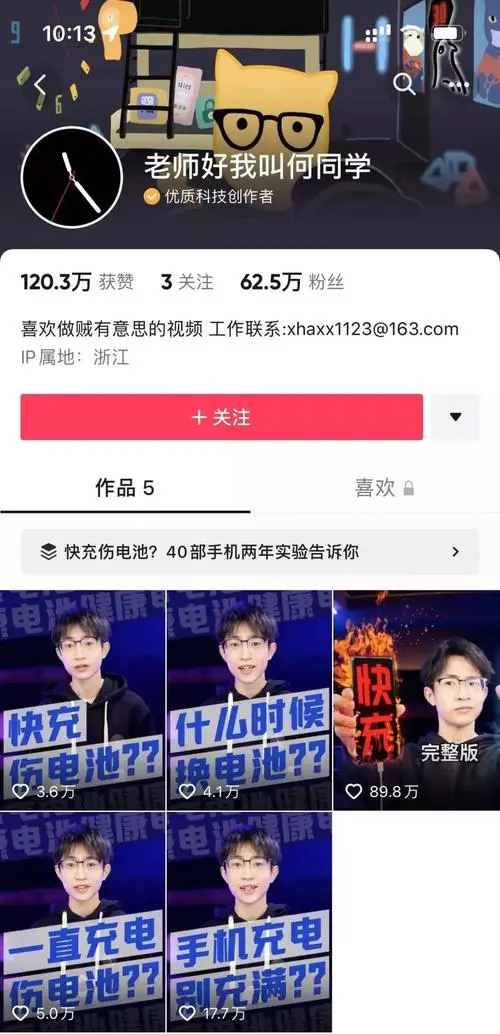 10:13
老师好我叫何同学
优质科技创作者
120.3万 获赞 3 关注 62.5万 粉丝
喜欢做贼有意思的视频 工作联系:xhaxx1123@163.com
IP属地：浙江
+ 关注
作品 5
喜欢
快充伤电池？40部手机两年实验告诉你
快充
伤电池??
3.6万
什么时候
换电池??
4.1万
快充
完整版
89.8万
一直充电
伤电池??
5.0万
手机充电
别充满??
17.7万